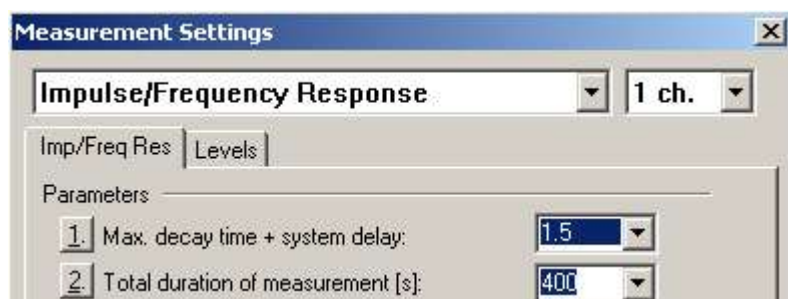 Measurement Settings
Impulse/Frequency Response 1 ch.
Imp/Freq Res Levels
Parameters
1. Max. decay time + system delay: 1.5
2. Total duration of measurement [s]: 400